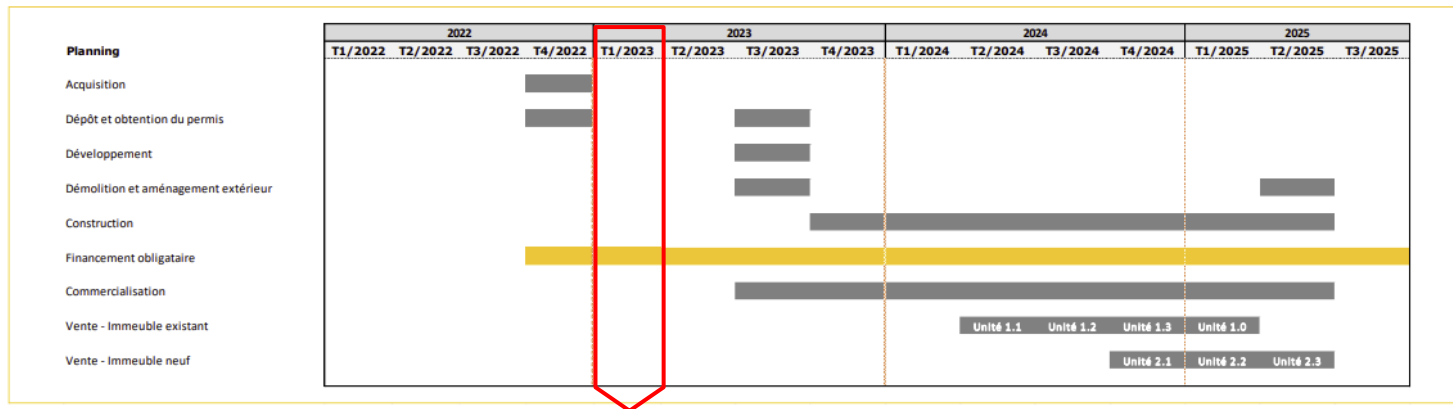 2022 2023 2024 2025
Planning T1/2022 T2/2022 T3/2022 T4/2022 T1/2023 T2/2023 T3/2023 T4/2023 T1/2024 T2/2024 T3/2024 T4/2024 T1/2025 T2/2025 T3/2025
Acquisition
Dépôt et obtention du permis
Développement
Démolition et aménagement extérieur
Construction
Financement obligataire
Commercialisation
Vente - Immeuble existant Unité 1.1 Unité 1.2 Unité 1.3 Unité 1.0
Vente - Immeuble neuf Unité 2.1 Unité 2.2 Unité 2.3